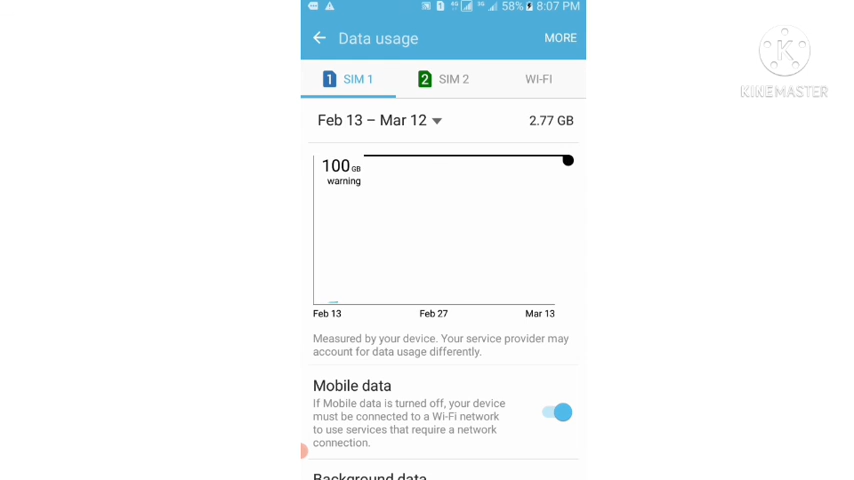 58% 8:07 PM
Data usage MORE
1 SIM 1 2 SIM 2 WI-FI
Feb 13 – Mar 12 2.77 GB
100 GB
warning
Feb 13 Feb 27 Mar 13
Measured by your device. Your service provider may
account for data usage differently.
Mobile data
If Mobile data is turned off, your device
must be connected to a Wi-Fi network
to use services that require a network
connection.
Background data
K
KINEMASTER